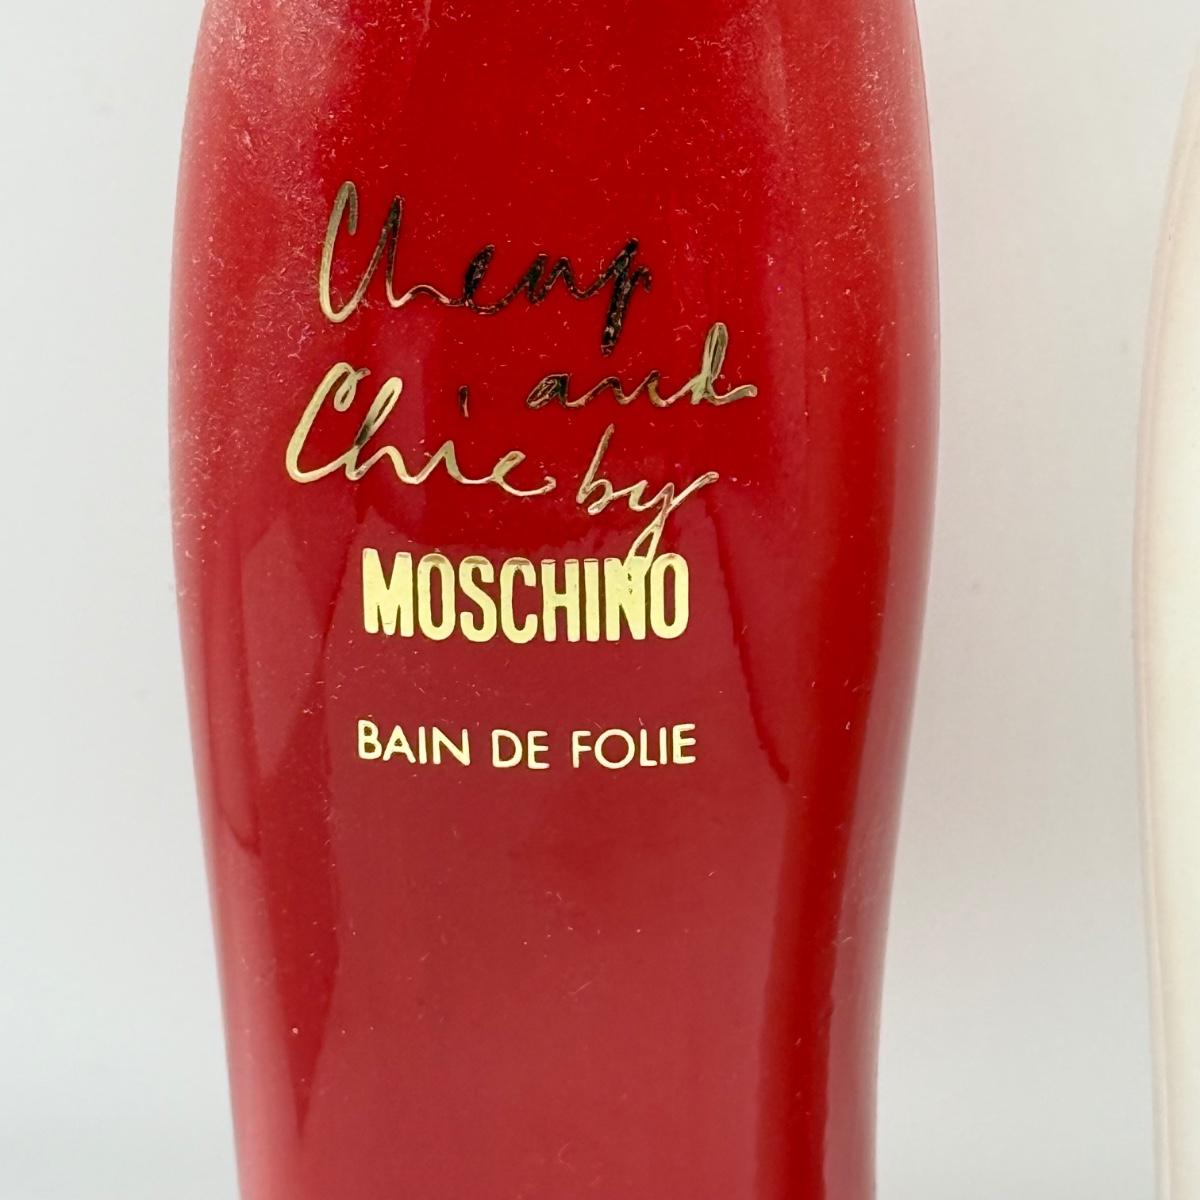 Cheap
and
Chic by
MOSCHINO
BAIN DE FOLIE